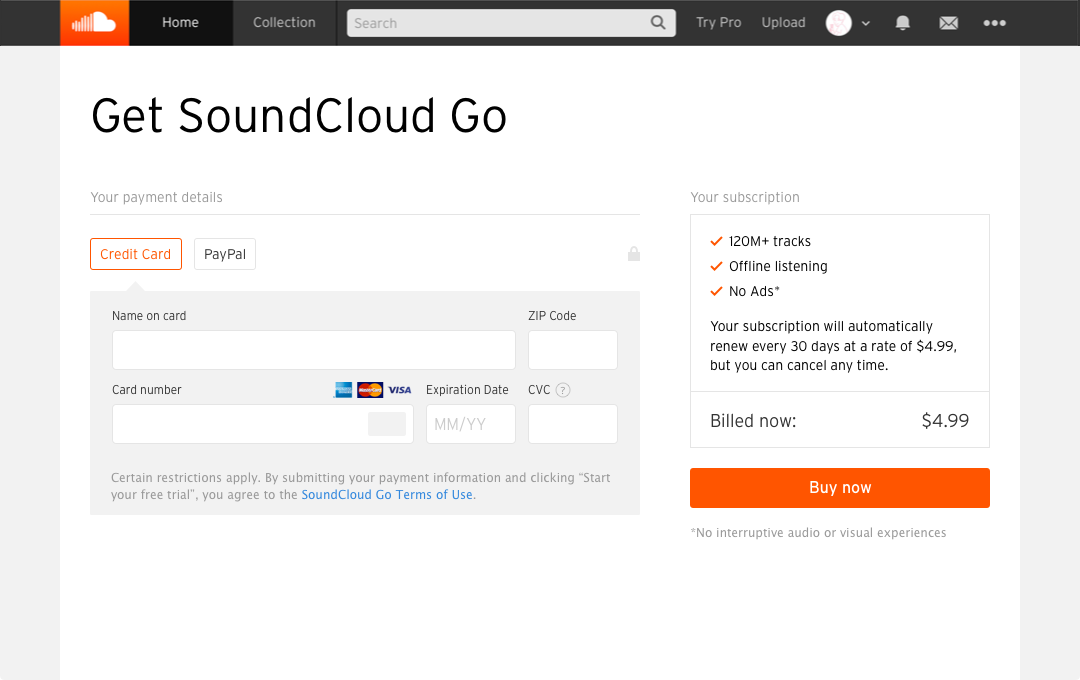 Home
Collection
Search
Try Pro
Upload
Get SoundCloud Go
Your payment details
Credit Card
PayPal
Name on card
ZIP Code
Card number
VISA
Expiration Date
CVC ?
MM/YY
Certain restrictions apply. By submitting your payment information and clicking “Start
your free trial”, you agree to the SoundCloud Go Terms of Use.
Your subscription
120M+ tracks
Offline listening
No Ads*
Your subscription will automatically
renew every 30 days at a rate of $4.99,
but you can cancel any time.
Billed now: $4.99
Buy now
*No interruptive audio or visual experiences